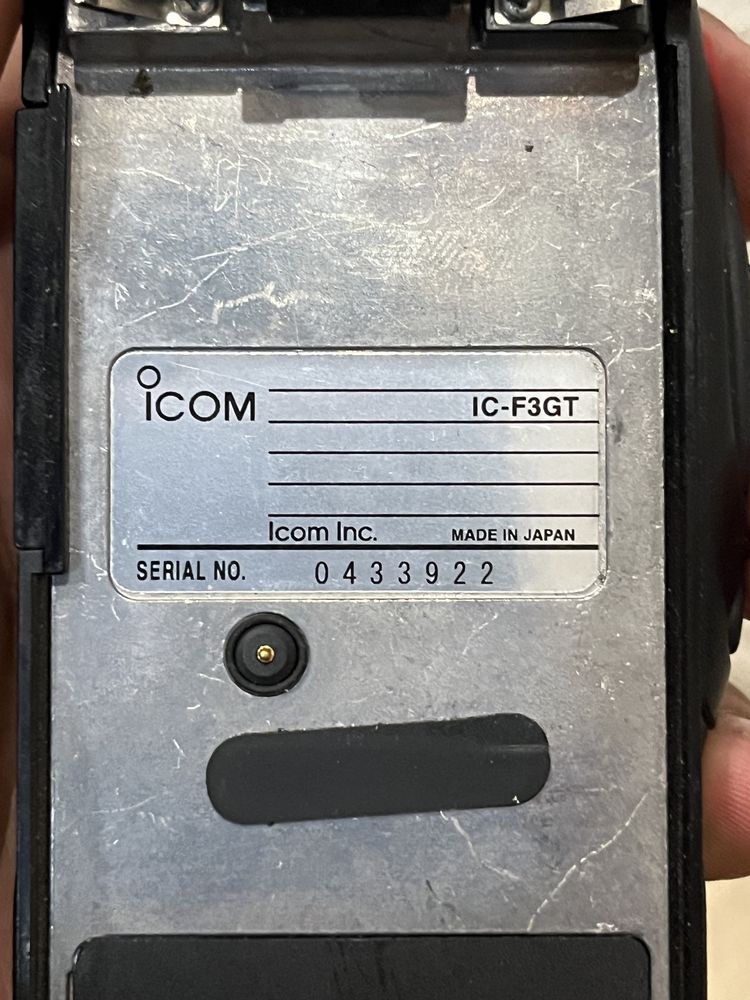 ICOM
IC-F3GT
Icom Inc. MADE IN JAPAN
SERIAL NO. 0433922